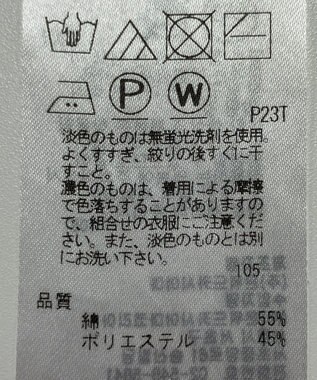 P W P23T
淡色のものは無蛍光洗剤を使用。
よくすすぎ、絞りの後すぐに干
すこと。
濃色のものは、着用による摩擦
で色落ちすることがありますの
で、組合せの衣服にご注意くだ
さい。また、淡色のものとは別
にお洗い下さい。
105
品質
綿 55%
ポリエステル 45%